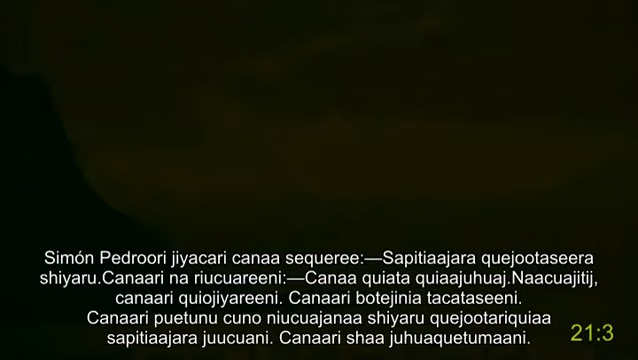 Simón Pedroori jiyacari canaa sequeree:—Sapitiaajara quejootaseera
shiyaru.Canaari na riucuareeni:—Canaa quiata quiaajuhuaj.Naacuajitij,
canaari quiojiyareeni. Canaari botejinia tacataseeni.
Canaari puetunu cuno niucuajanaa shiyaru quejootariquiaa
sapitiaajara juucuani. Canaari shaa juhuaquetumaani.
21:3